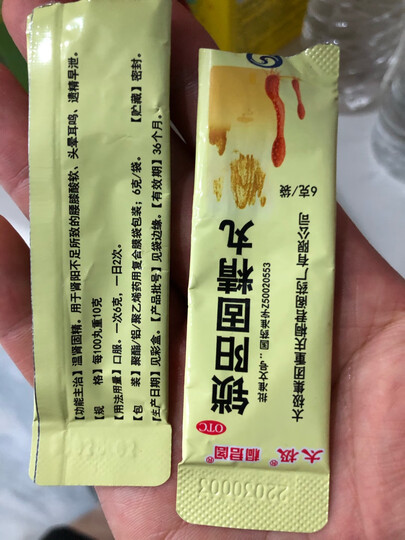 【功能主治】温肾固精。用于肾阳不足所致的腰膝酸软、头晕耳鸣、遗精早泄。
【规　　格】每100丸重10克
【用法用量】口服。一次6克，一日2次。
【包　　装】聚酯/铝/聚乙烯药用复合膜袋包装；6克/袋。　【贮藏】密封。
【生产日期】见彩盒。【产品批号】见袋边缘。【有效期】36个月。
6克/袋
锁阳固精丸
批准文号：国药准字Z50020553
太极集团重庆桐君阁药厂有限公司
OTC
太极® 桐君阁®
22030003